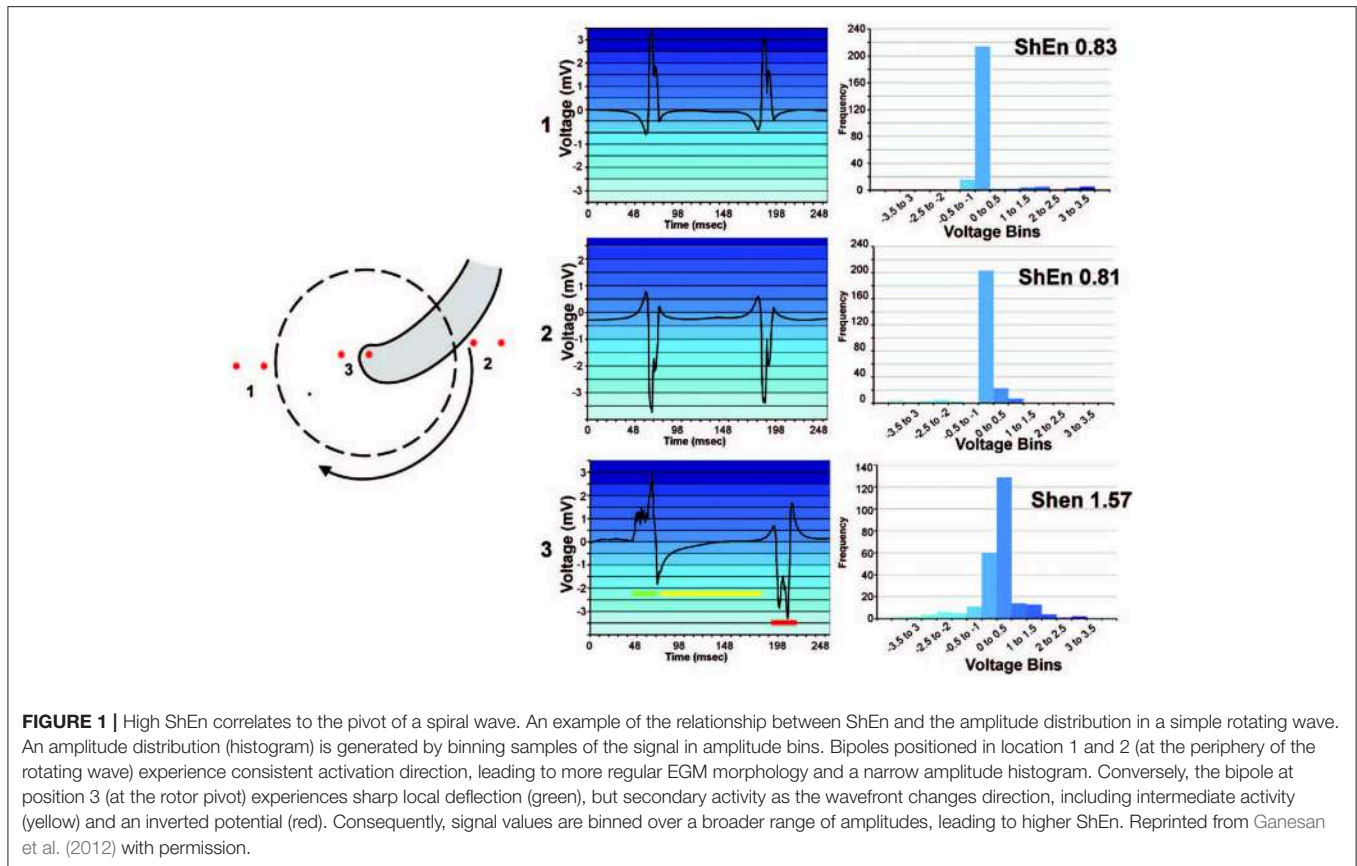 3
2
1
0
-1
-2
-3
Voltage (mV)
1
0 48 98 148 198 248
Time (msec)
ShEn 0.83
240
200
160
120
80
40
0
Frequency
-3.5 to 3
-2.5 to -2
-0.5 to -1
0 to 0.5
1 to 1.5
2 to 2.5
3 to 3.5
Voltage Bins
2
1
0
-1
-2
-3
Voltage (mV)
2
0 48 98 148 198 248
Time (msec)
ShEn 0.81
240
200
160
120
80
40
0
Frequency
-3.5 to 3
-2.5 to -2
-0.5 to -1
0 to 0.5
1 to 1.5
2 to 2.5
3 to 3.5
Voltage Bins
1
3
2
3
2
1
0
-1
-2
-3
Voltage (mV)
3
0 48 98 148 198 248
Time (msec)
Shen 1.57
140
120
100
80
60
40
20
0
Frequency
-3.5 to 3
-2.5 to -2
-0.5 to -1
0 to 0.5
1 to 1.5
2 to 2.5
3 to 3.5
Voltage Bins
FIGURE 1 | High ShEn correlates to the pivot of a spiral wave. An example of the relationship between ShEn and the amplitude distribution in a simple rotating wave.
An amplitude distribution (histogram) is generated by binning samples of the signal in amplitude bins. Bipoles positioned in location 1 and 2 (at the periphery of the
rotating wave) experience consistent activation direction, leading to more regular EGM morphology and a narrow amplitude histogram. Conversely, the bipole at
position 3 (at the rotor pivot) experiences sharp local deflection (green), but secondary activity as the wavefront changes direction, including intermediate activity
(yellow) and an inverted potential (red). Consequently, signal values are binned over a broader range of amplitudes, leading to higher ShEn. Reprinted from Ganesan
et al. (2012) with permission.